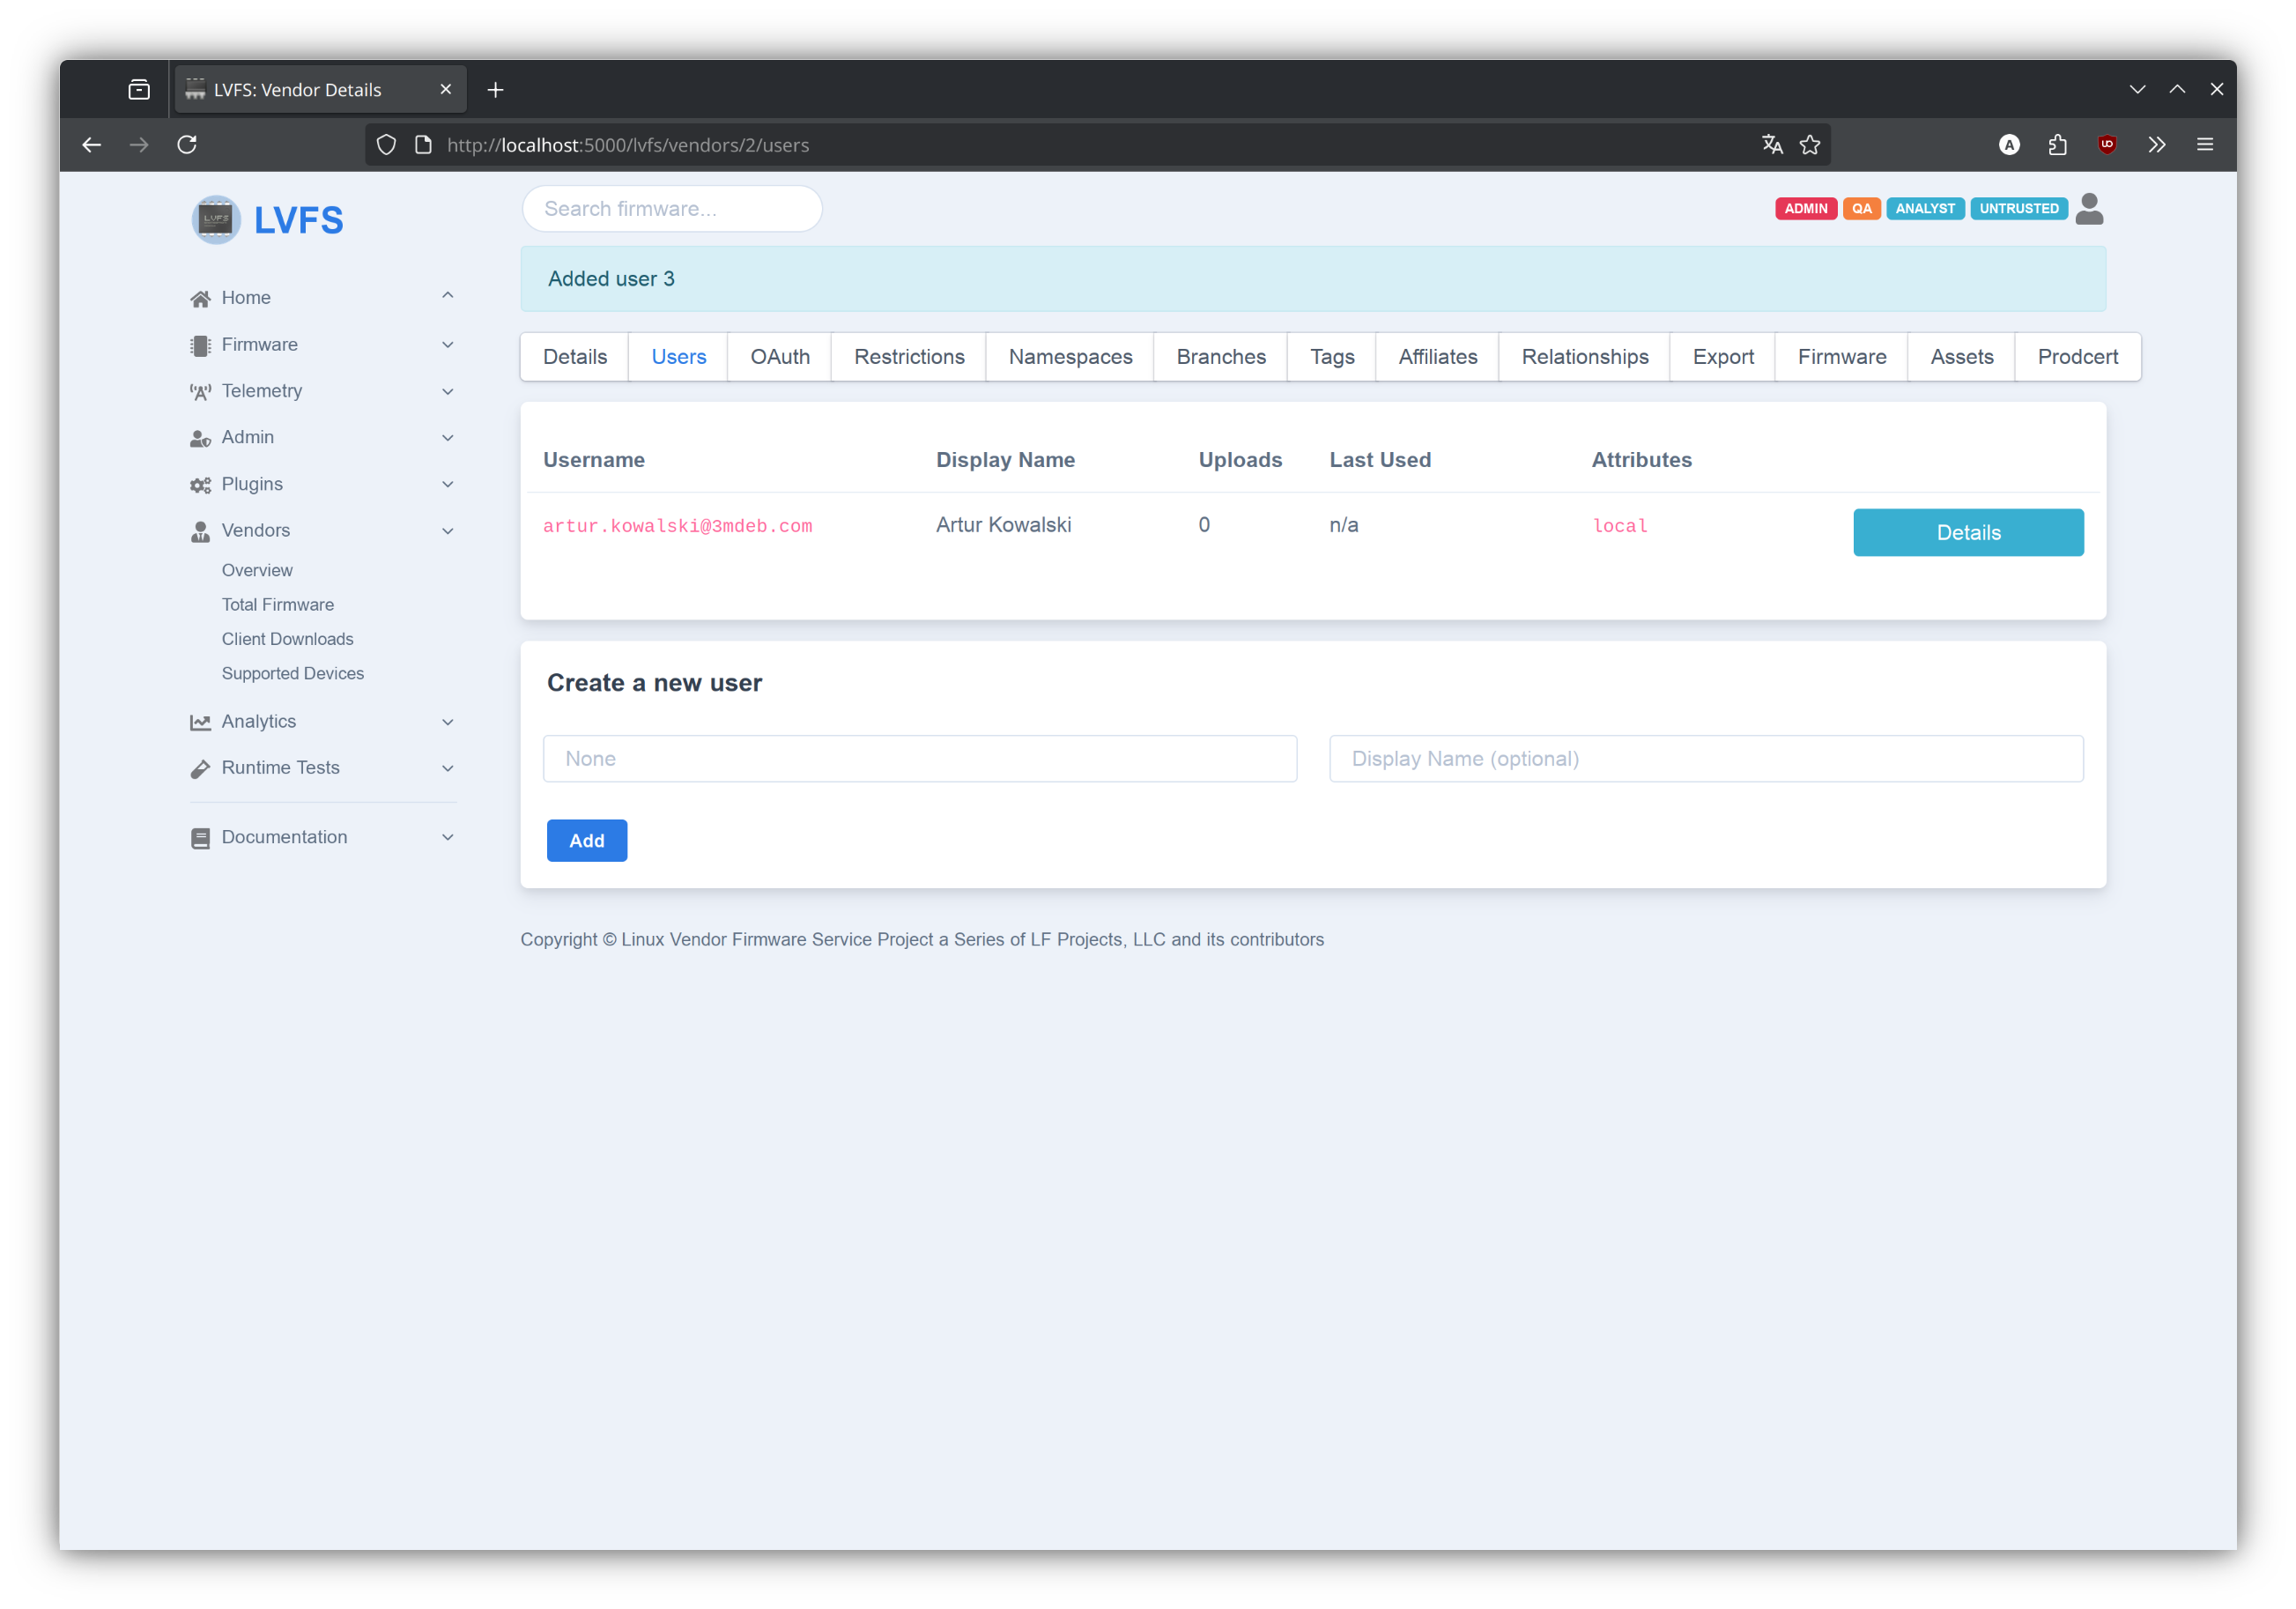 LVFS: Vendor Details
http://localhost:5000/lvfs/vendors/2/users
LVFS
Search firmware...
ADMIN QA ANALYST UNTRUSTED
Added user 3
Home
Firmware
Telemetry
Admin
Plugins
Vendors
Overview
Total Firmware
Client Downloads
Supported Devices
Analytics
Runtime Tests
Documentation
Details Users OAuth Restrictions Namespaces Branches Tags Affiliates Relationships Export Firmware Assets Prodcert
Username Display Name Uploads Last Used Attributes
artur.kowalski@3mdeb.com Artur Kowalski 0 n/a local Details
Create a new user
None Display Name (optional)
Add
Copyright © Linux Vendor Firmware Service Project a Series of LF Projects, LLC and its contributors